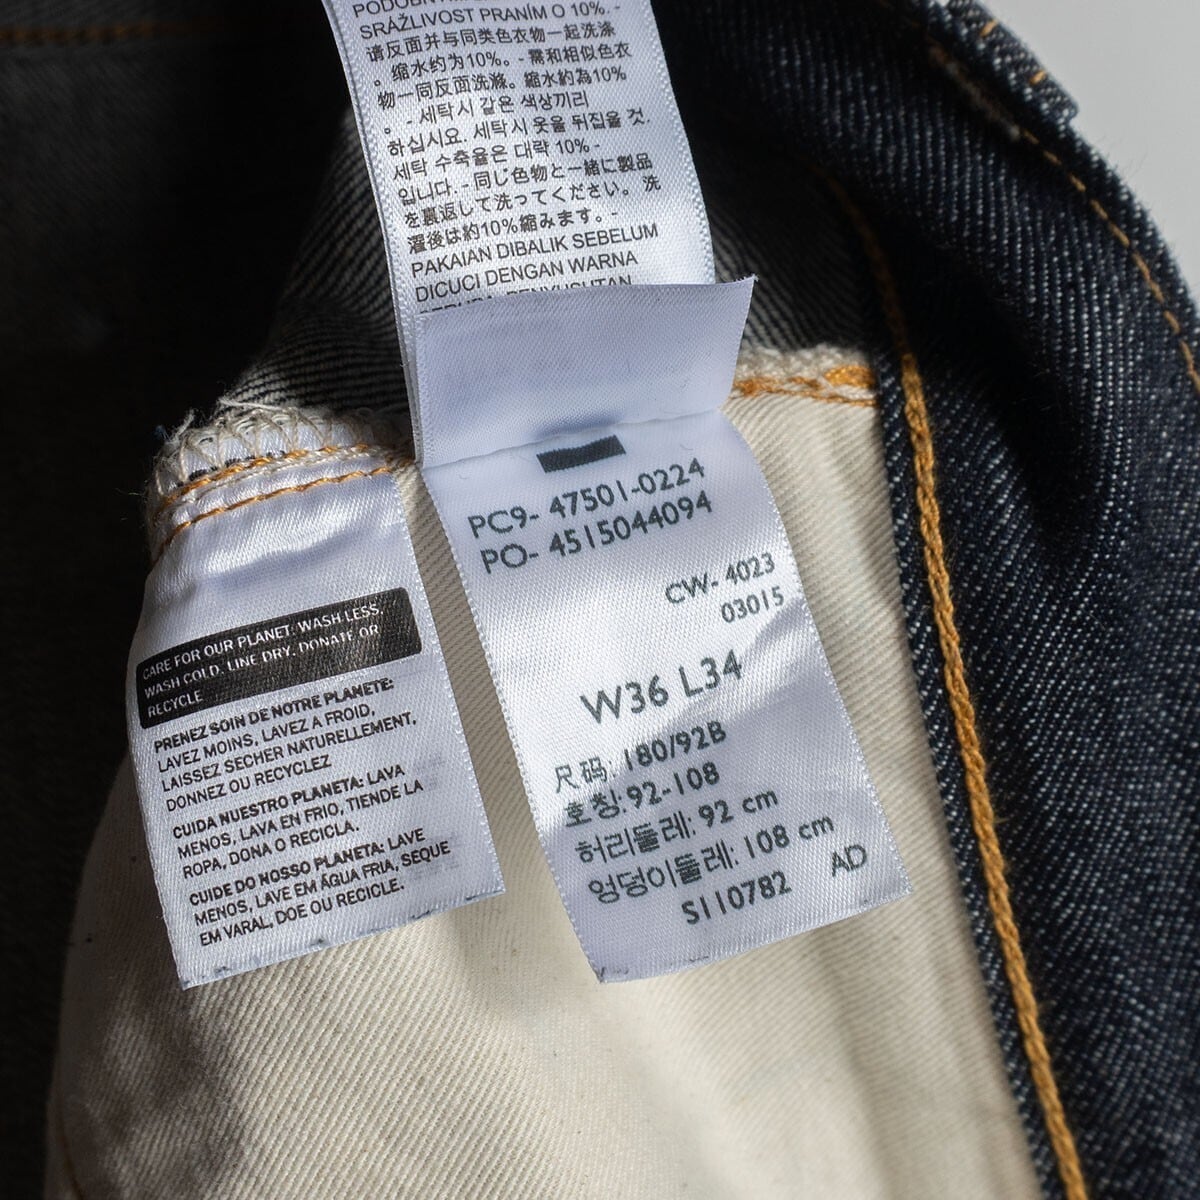 SRÁŽLIVOST PRANÍM O 10%. -
请反面并与同类色衣物一起洗涤
。缩水约为10%。- 需和相似色衣
物一同反面洗滌。縮水約為10%
。- 세탁시 같은 색상끼리
하십시요. 세탁시 옷을 뒤집을 것.
세탁 수축율은 대략 10% -
입니다. - 同じ色物と一緒に製品
を裏返して洗ってください。 洗
濯後は約10%縮みます。-
PAKAIAN DIBALIK SEBELUM
DICUCI DENGAN WARNA
PENYUSUTAN
PC9- 47501-0224
PO- 4515044094
CW- 4023
03015
W36 L34
尺码: 180/92B
호칭:92-108
허리둘레: 92 cm
엉덩이둘레: 108 cm
S110782 AD
CARE FOR OUR PLANET: WASH LESS,
WASH COLD, LINE DRY, DONATE OR
RECYCLE
PRENEZ SOIN DE NOTRE PLANETE:
LAVEZ MOINS, LAVEZ A FROID,
LAISSEZ SECHER NATURELLEMENT,
DONNEZ OU RECYCLEZ
CUIDA NUESTRO PLANETA: LAVA
MENOS, LAVA EN FRIO, TIENDE LA
ROPA, DONA O RECICLA.
CUIDE DO NOSSO PLANETA: LAVE
MENOS, LAVE EM ÁGUA FRIA, SEQUE
EM VARAL, DOE OU RECICLE.